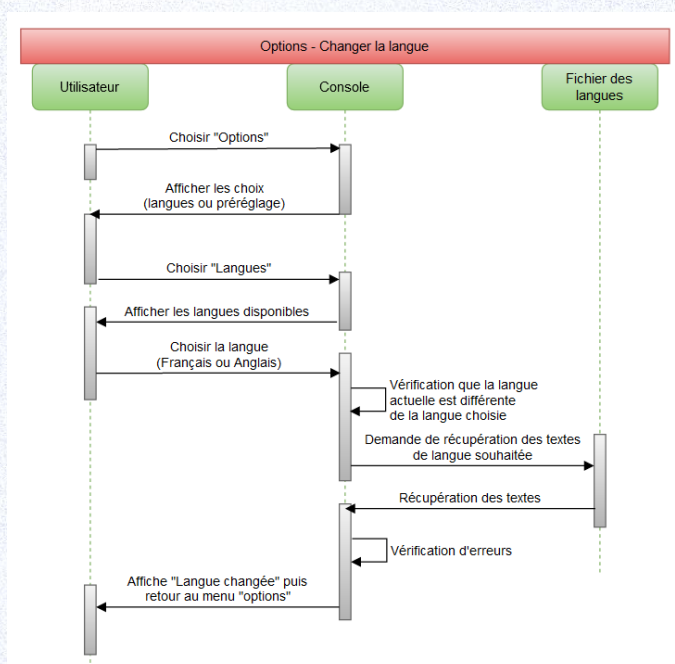 Options - Changer la langue
Utilisateur
Console
Fichier des
langues
Choisir "Options"
Afficher les choix
(langues ou préréglage)
Choisir "Langues"
Afficher les langues disponibles
Choisir la langue
(Français ou Anglais)
Vérification que la langue
actuelle est différente
de la langue choisie
Demande de récupération des textes
de langue souhaitée
Récupération des textes
Vérification d'erreurs
Affiche "Langue changée" puis
retour au menu "options"